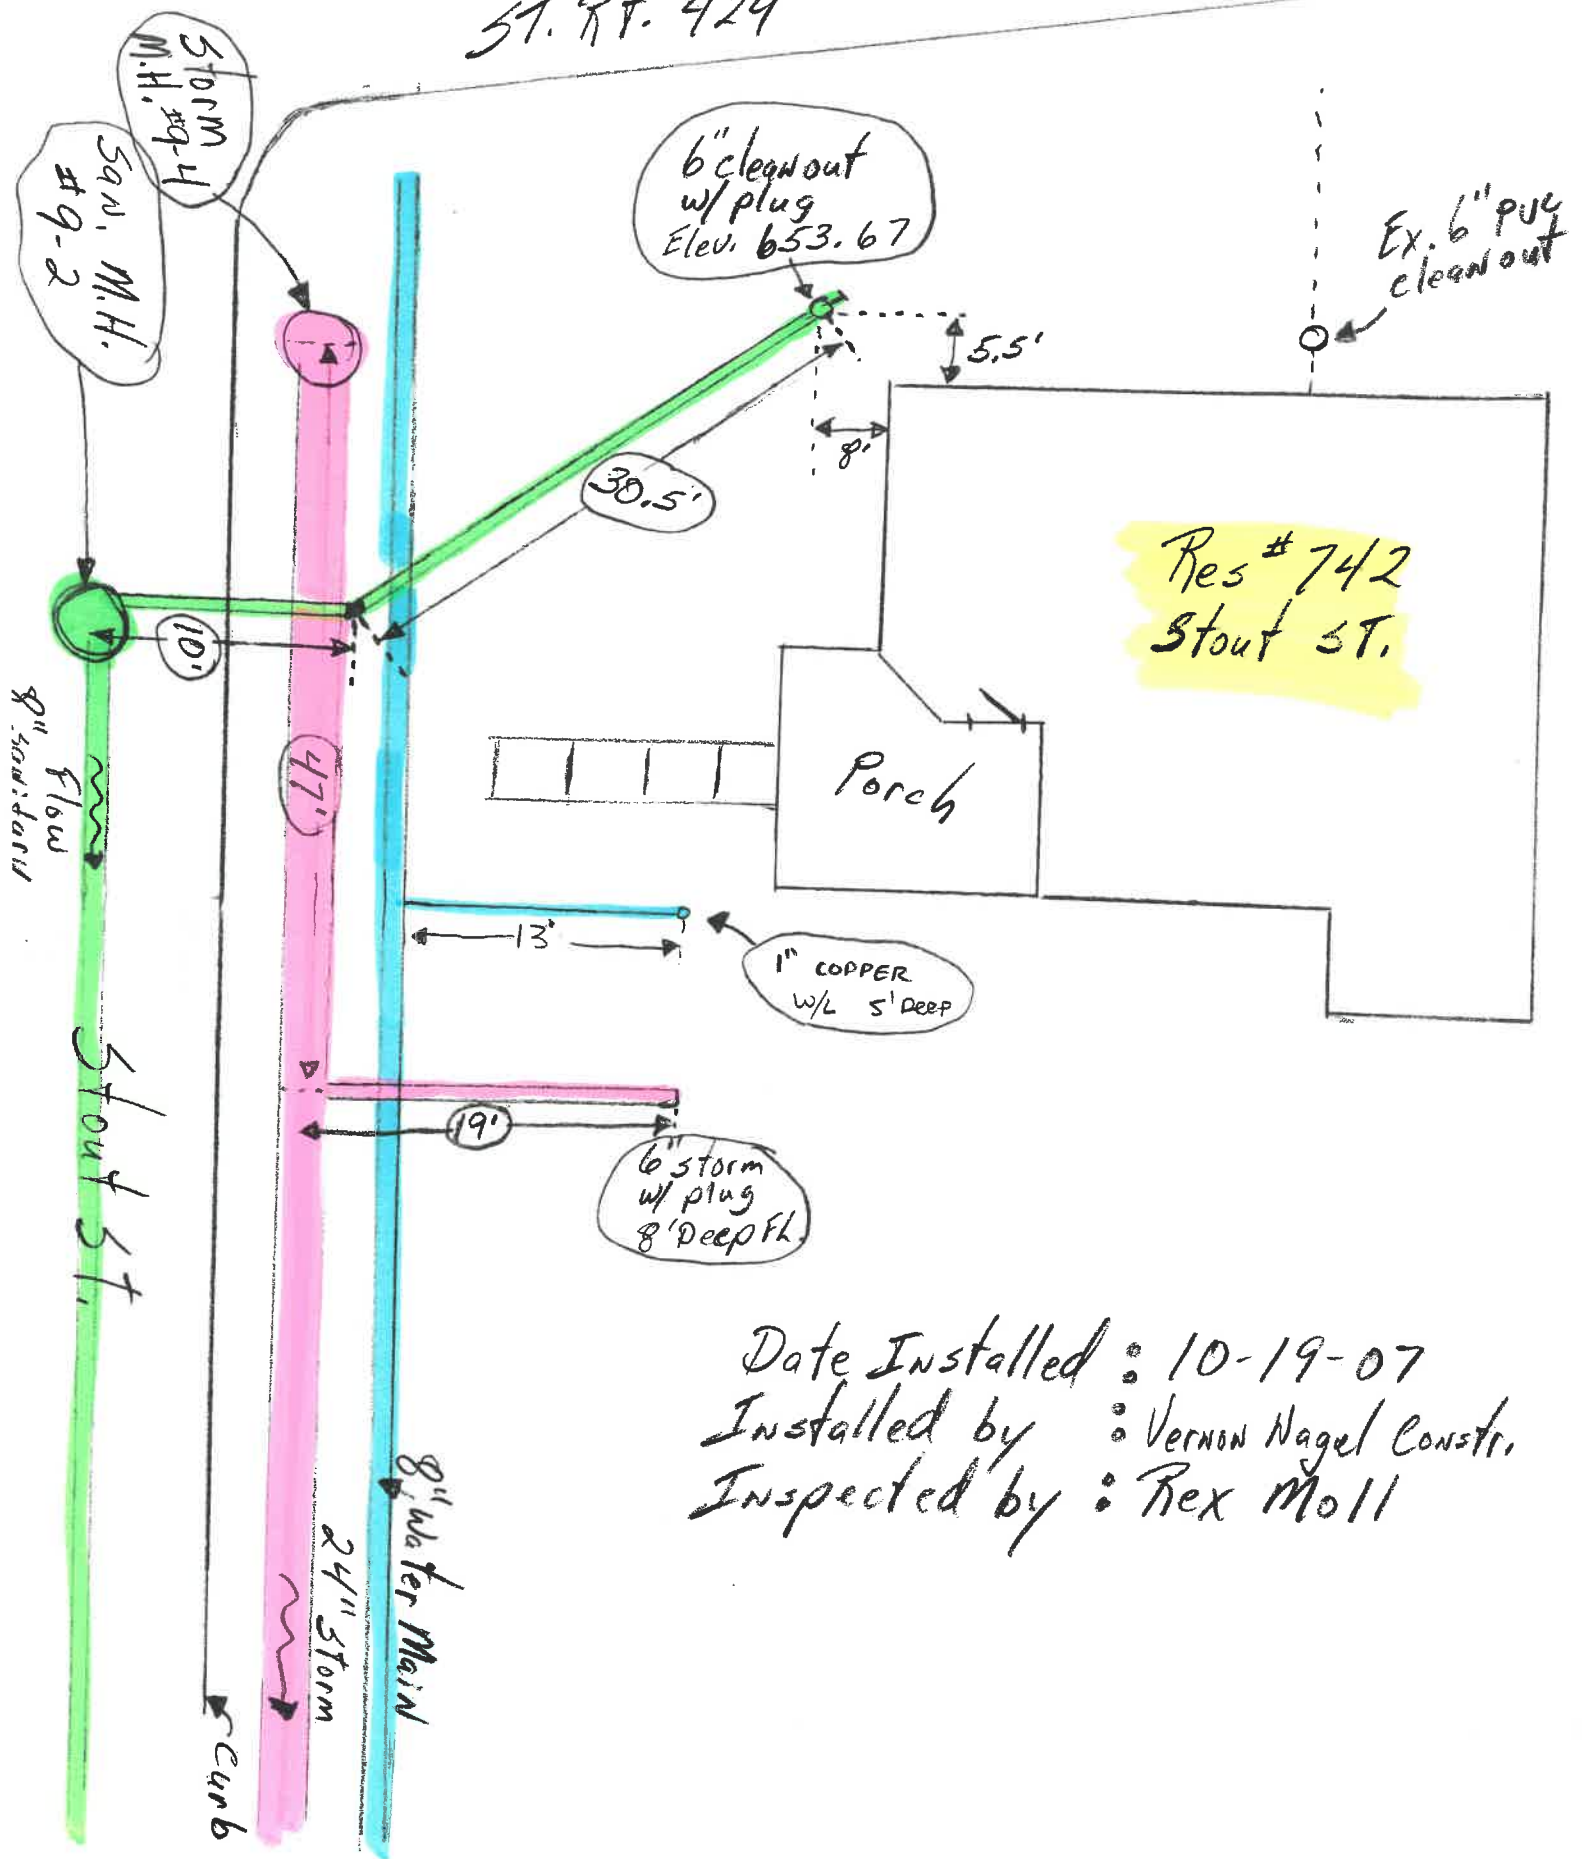 ST. RT. 424
Storm
M.H. #9-4
San. M.H.
#9-2
6" cleanout
w/ plug
Elev. 653.67
Ex. 6" PVC
cleanout
5.5'
8'
30.5'
Res # 742
Stout ST.
10'
47'
Porch
Flow
8" sanitary
13'
1" COPPER
W/L 5' Deep
19'
6" storm
w/ plug
8' Deep FL
Stout St.
Date Installed : 10-19-07
Installed by : Vernon Nagel Constr.
Inspected by : Rex Moll
8" Water Main
24" Storm
Curb